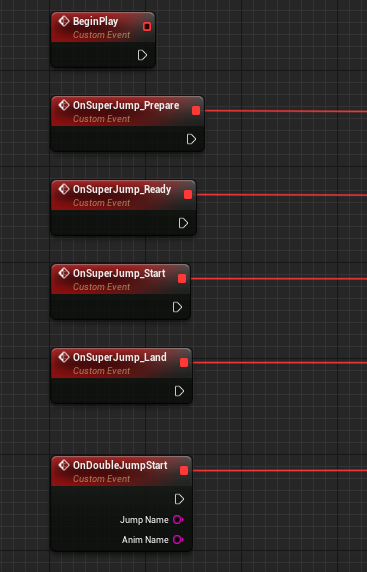 BeginPlay
Custom Event
OnSuperJump_Prepare
Custom Event
OnSuperJump_Ready
Custom Event
OnSuperJump_Start
Custom Event
OnSuperJump_Land
Custom Event
OnDoubleJumpStart
Custom Event
Jump Name
Anim Name